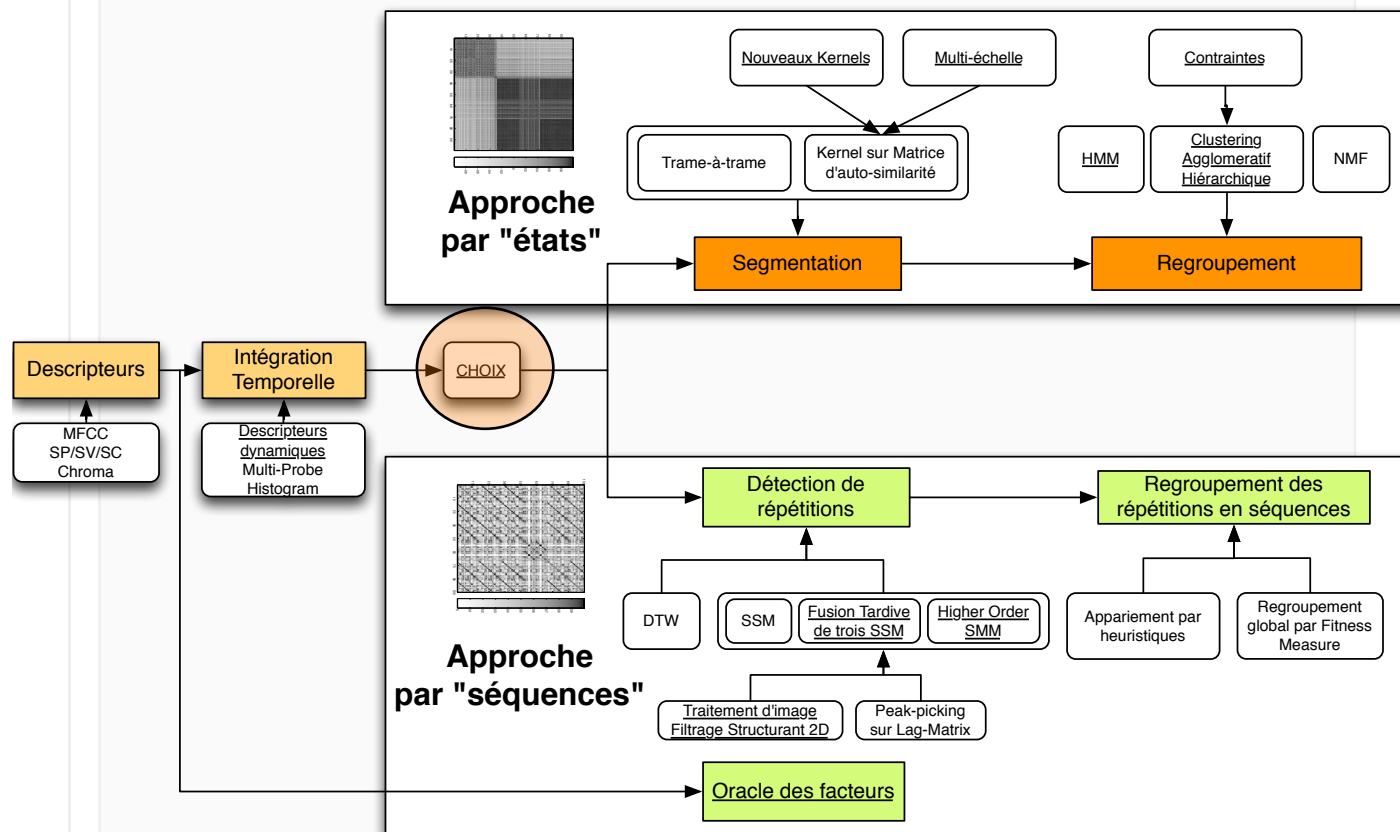 Nouveaux Kernels
Multi-échelle
Contraintes
Trame-à-trame
Kernel sur Matrice
d'auto-similarité
HMM
Clustering
Agglomeratif
Hiérarchique
NMF
Approche
par "états"
Segmentation
Regroupement
Descripteurs
Intégration
Temporelle
CHOIX
MFCC
SP/SV/SC
Chroma
Descripteurs
dynamiques
Multi-Probe
Histogram
Détection de
répétitions
Regroupement des
répétitions en séquences
DTW
SSM
Fusion Tardive
de trois SSM
Higher Order
SMM
Appariement par
heuristiques
Regroupement
global par Fitness
Measure
Approche
par "séquences"
Traitement d'image
Filtrage Structurant 2D
Peak-picking
sur Lag-Matrix
Oracle des facteurs